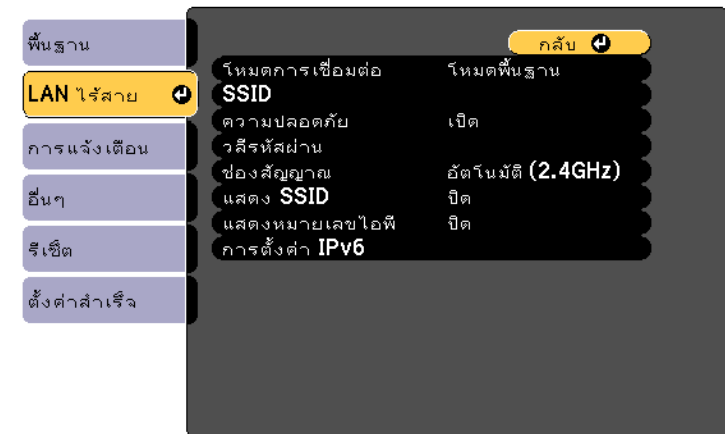 พื้นฐาน
LAN ไร้สาย
การแจ้งเตือน
อื่นๆ
รีเซ็ต
ตั้งค่าสำเร็จ
กลับ
โหมดการเชื่อมต่อ โหมดพื้นฐาน
SSID
ความปลอดภัย เปิด
วลีรหัสผ่าน
ช่องสัญญาณ อัตโนมัติ (2.4GHz)
แสดง SSID ปิด
แสดงหมายเลขไอพี ปิด
การตั้งค่า IPv6